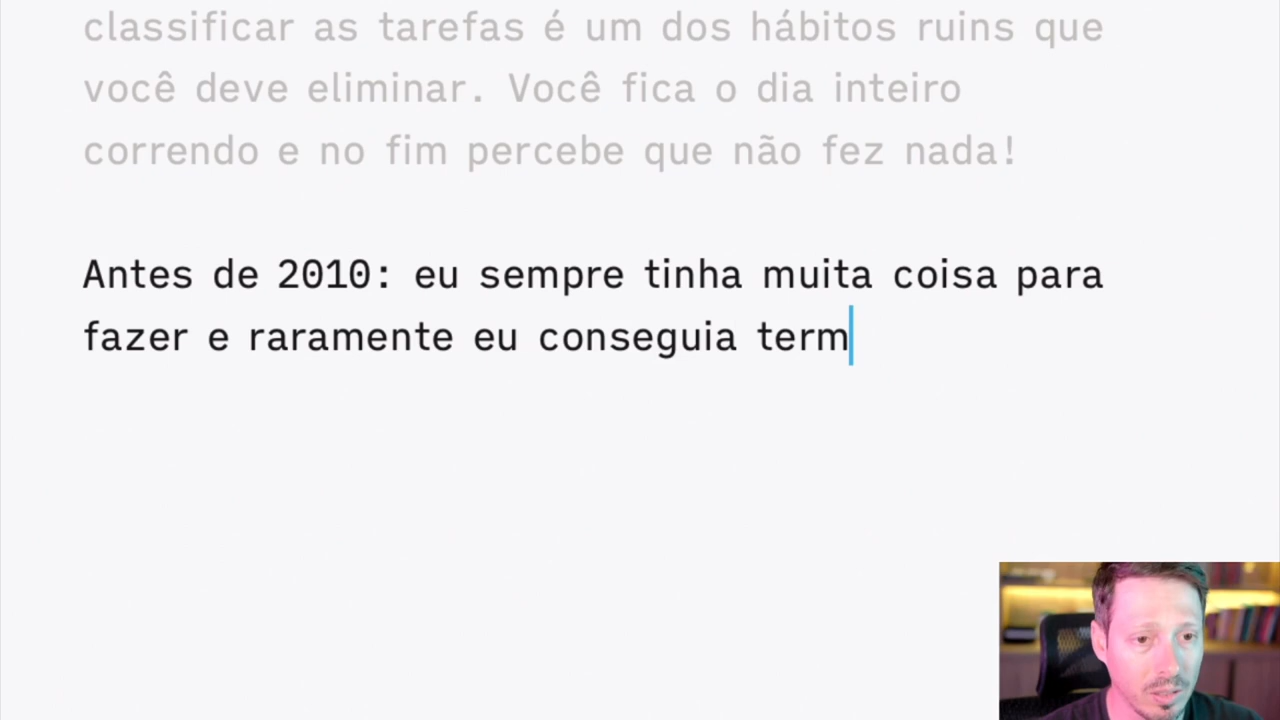 classificar as tarefas é um dos hábitos ruins que
você deve eliminar. Você fica o dia inteiro
correndo e no fim percebe que não fez nada!
Antes de 2010: eu sempre tinha muita coisa para
fazer e raramente eu conseguia term